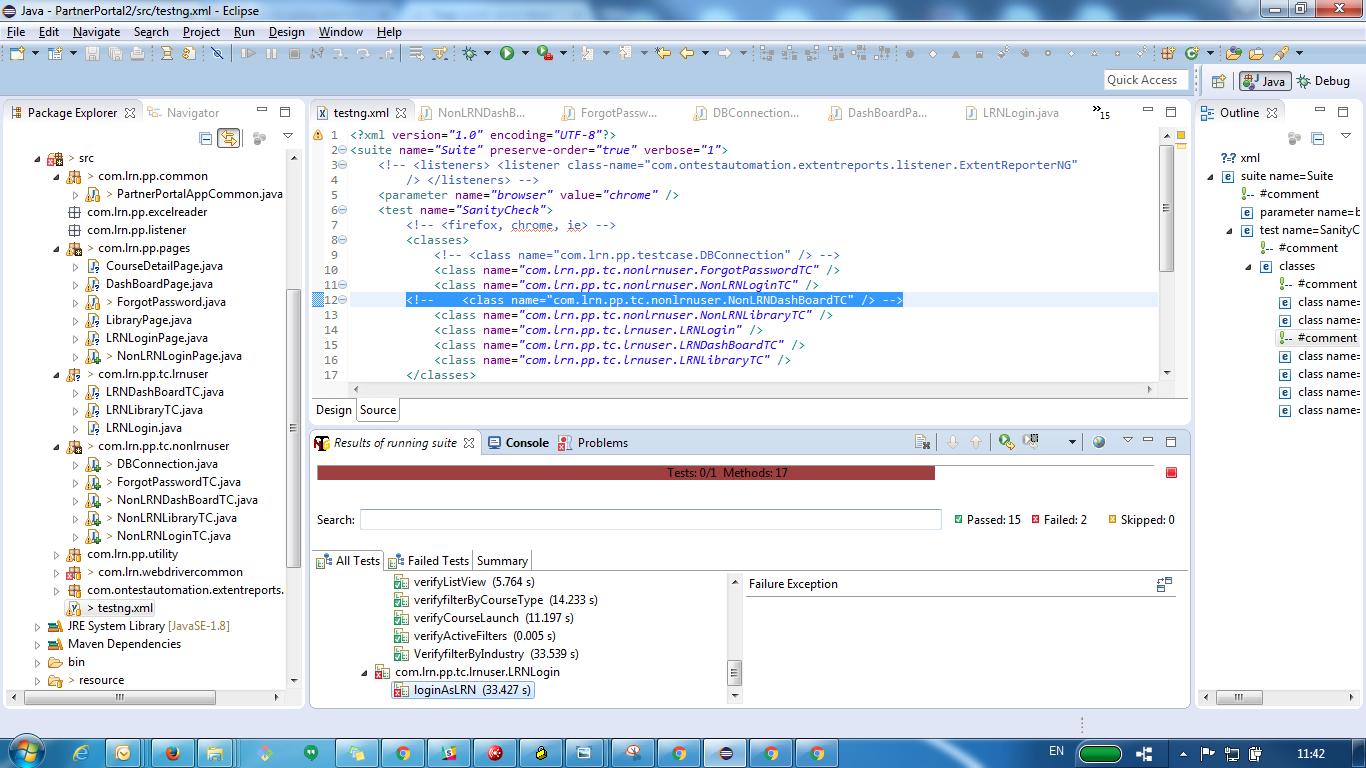 Java - PartnerPortal2/src/testng.xml - Eclipse
File Edit Navigate Search Project Run Design Window Help
Quick Access
Java
Debug
Package Explorer
Navigator
> src
> com.lrn.pp.common
> PartnerPortalAppCommon.java
com.lrn.pp.excelreader
com.lrn.pp.listener
> com.lrn.pp.pages
CourseDetailPage.java
DashBoardPage.java
> ForgotPassword.java
LibraryPage.java
LRNLoginPage.java
> NonLRNLoginPage.java
> com.lrn.pp.tc.lrnuser
LRNDashBoardTC.java
LRNLibraryTC.java
LRNLogin.java
> com.lrn.pp.tc.nonlrnuser
> DBConnection.java
> ForgotPasswordTC.java
> NonLRNDashBoardTC.java
> NonLRNLibraryTC.java
> NonLRNLoginTC.java
com.lrn.pp.utility
> com.lrn.webdrivercommon
com.ontestautomation.extentreports.
> testng.xml
JRE System Library [JavaSE-1.8]
Maven Dependencies
bin
> resource
testng.xml
NonLRNDashB...
ForgotPassw...
DBConnection...
DashBoardPa...
LRNLogin.java
»15
1 <?xml version="1.0" encoding="UTF-8"?>
2 <suite name="Suite" preserve-order="true" verbose="1">
3 <!-- <listeners> <listener class-name="com.ontestautomation.extentreports.listener.ExtentReporterNG"
4 /> </listeners> -->
5 <parameter name="browser" value="chrome" />
6 <test name="SanityCheck">
7 <!-- <firefox, chrome, ie> -->
8 <classes>
9 <!-- <class name="com.lrn.pp.testcase.DBConnection" /> -->
10 <class name="com.lrn.pp.tc.nonlrnuser.ForgotPasswordTC" />
11 <class name="com.lrn.pp.tc.nonlrnuser.NonLRNLoginTC" />
12 <!-- <class name="com.lrn.pp.tc.nonlrnuser.NonLRNDashBoardTC" /> -->
13 <class name="com.lrn.pp.tc.nonlrnuser.NonLRNLibraryTC" />
14 <class name="com.lrn.pp.tc.lrnuser.LRNLogin" />
15 <class name="com.lrn.pp.tc.lrnuser.LRNDashBoardTC" />
16 <class name="com.lrn.pp.tc.lrnuser.LRNLibraryTC" />
17 </classes>
Design Source
Results of running suite
Console
Problems
Tests: 0/1 Methods: 17
Search:
Passed: 15
Failed: 2
Skipped: 0
All Tests
Failed Tests
Summary
verifyListView (5.764 s)
verifyfIlterByCourseType (14.233 s)
verifyCourseLaunch (11.197 s)
verifyActiveFilters (0.005 s)
VerifyfilterByIndustry (33.539 s)
com.lrn.pp.tc.lrnuser.LRNLogin
loginAsLRN (33.427 s)
Failure Exception
Outline
?=? xml
suite name=Suite
#comment
parameter name=b
test name=SanityC
#comment
classes
#comment
class name=
class name=
#comment
class name=
class name=
class name=
class name=
EN
11:42